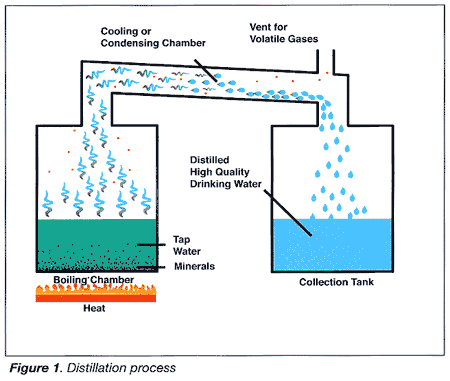 Cooling or
Condensing Chamber
Vent for
Volatile Gases
Distilled
High Quality
Drinking Water
Tap
Water
Minerals
Boiling Chamber
Heat
Collection Tank
Figure 1. Distillation process